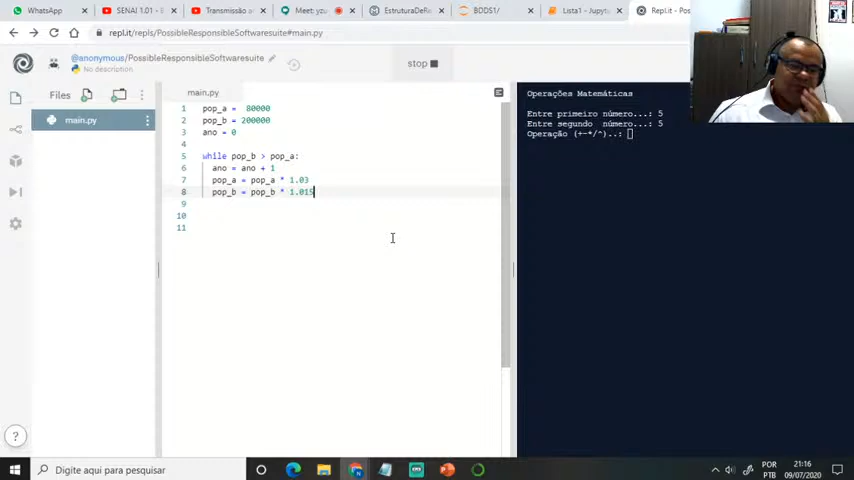 WhatsApp
SENAI 1.01 -
Transmissão a
Meet: yzu
EstruturaDeRe
BDDS1/
Lista1 - Jupyte
Repl.it - Pos
repl.it/repls/PossibleResponsibleSoftwaresuite#main.py
@anonymous/PossibleResponsibleSoftwaresuite
No description
stop
Files
main.py
main.py
1 pop_a = 80000
2 pop_b = 200000
3 ano = 0
4
5 while pop_b > pop_a:
6 ano = ano + 1
7 pop_a = pop_a * 1.03
8 pop_b = pop_b * 1.015
9
10
11
Operações Matemáticas
Entre primeiro número...: 5
Entre segundo número...: 5
Operação (+-*/^)..:
?
Digite aqui para pesquisar
POR
PTB
21:16
09/07/2020